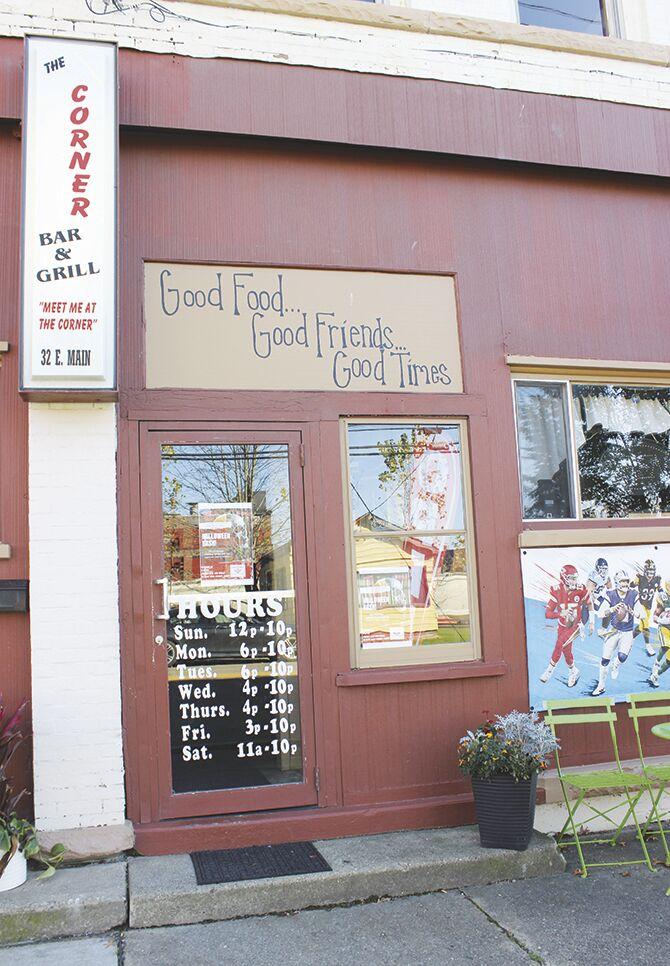 THE
CORNER
BAR
&
GRILL
"MEET ME AT
THE CORNER"
32 E. MAIN
Good Food...
Good Friends...
Good Times
HALLOWEEN
BASH
HOURS
Sun. 12p-10p
Mon. 6p-10p
Tues. 6p-10p
Wed. 4p-10p
Thurs. 4p-10p
Fri. 3p-10p
Sat. 11a-10p